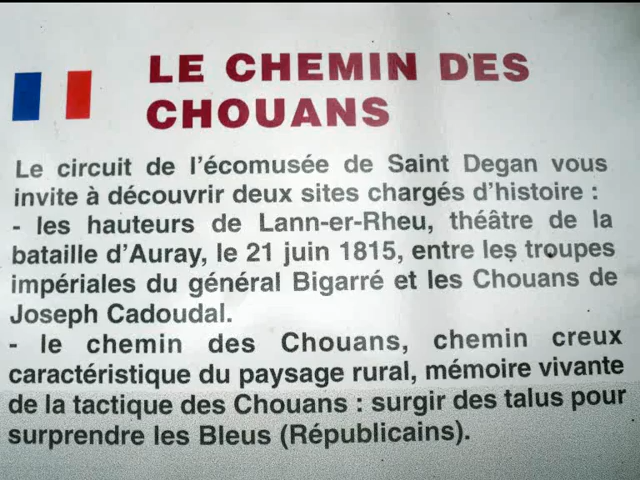 LE CHEMIN DES
CHOUANS
Le circuit de l'écomusée de Saint Degan vous
invite à découvrir deux sites chargés d'histoire :
- les hauteurs de Lann-er-Rheu, théâtre de la
bataille d'Auray, le 21 juin 1815, entre les troupes
impériales du général Bigarré et les Chouans de
Joseph Cadoudal.
- le chemin des Chouans, chemin creux
caractéristique du paysage rural, mémoire vivante
de la tactique des Chouans : surgir des talus pour
surprendre les Bleus (Républicains).